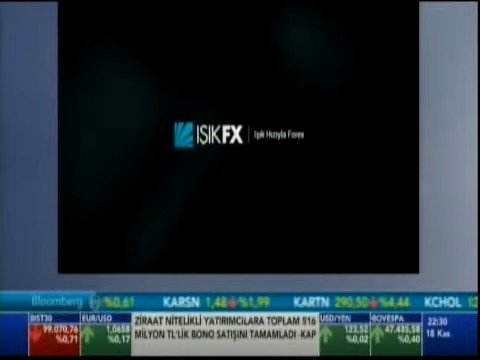 IŞIKFX | Işık Hızıyla Forex
Bloomberg %0,61 KARSN 1,48 %1,99 KARTN 290,50 %4,44 KCHOL 12
BIST30
99.070,76
%0,71
EUR/USD
1,0658
%0,17
ZİRAAT NİTELİKLİ YATIRIMCILARA TOPLAM 516
MİLYON TL'LİK BONO SATIŞINI TAMAMLADI -KAP
USD/YEN
123,52
%0,02
BOVESPA
47.435,58
%0,40
22:30
18 Kas